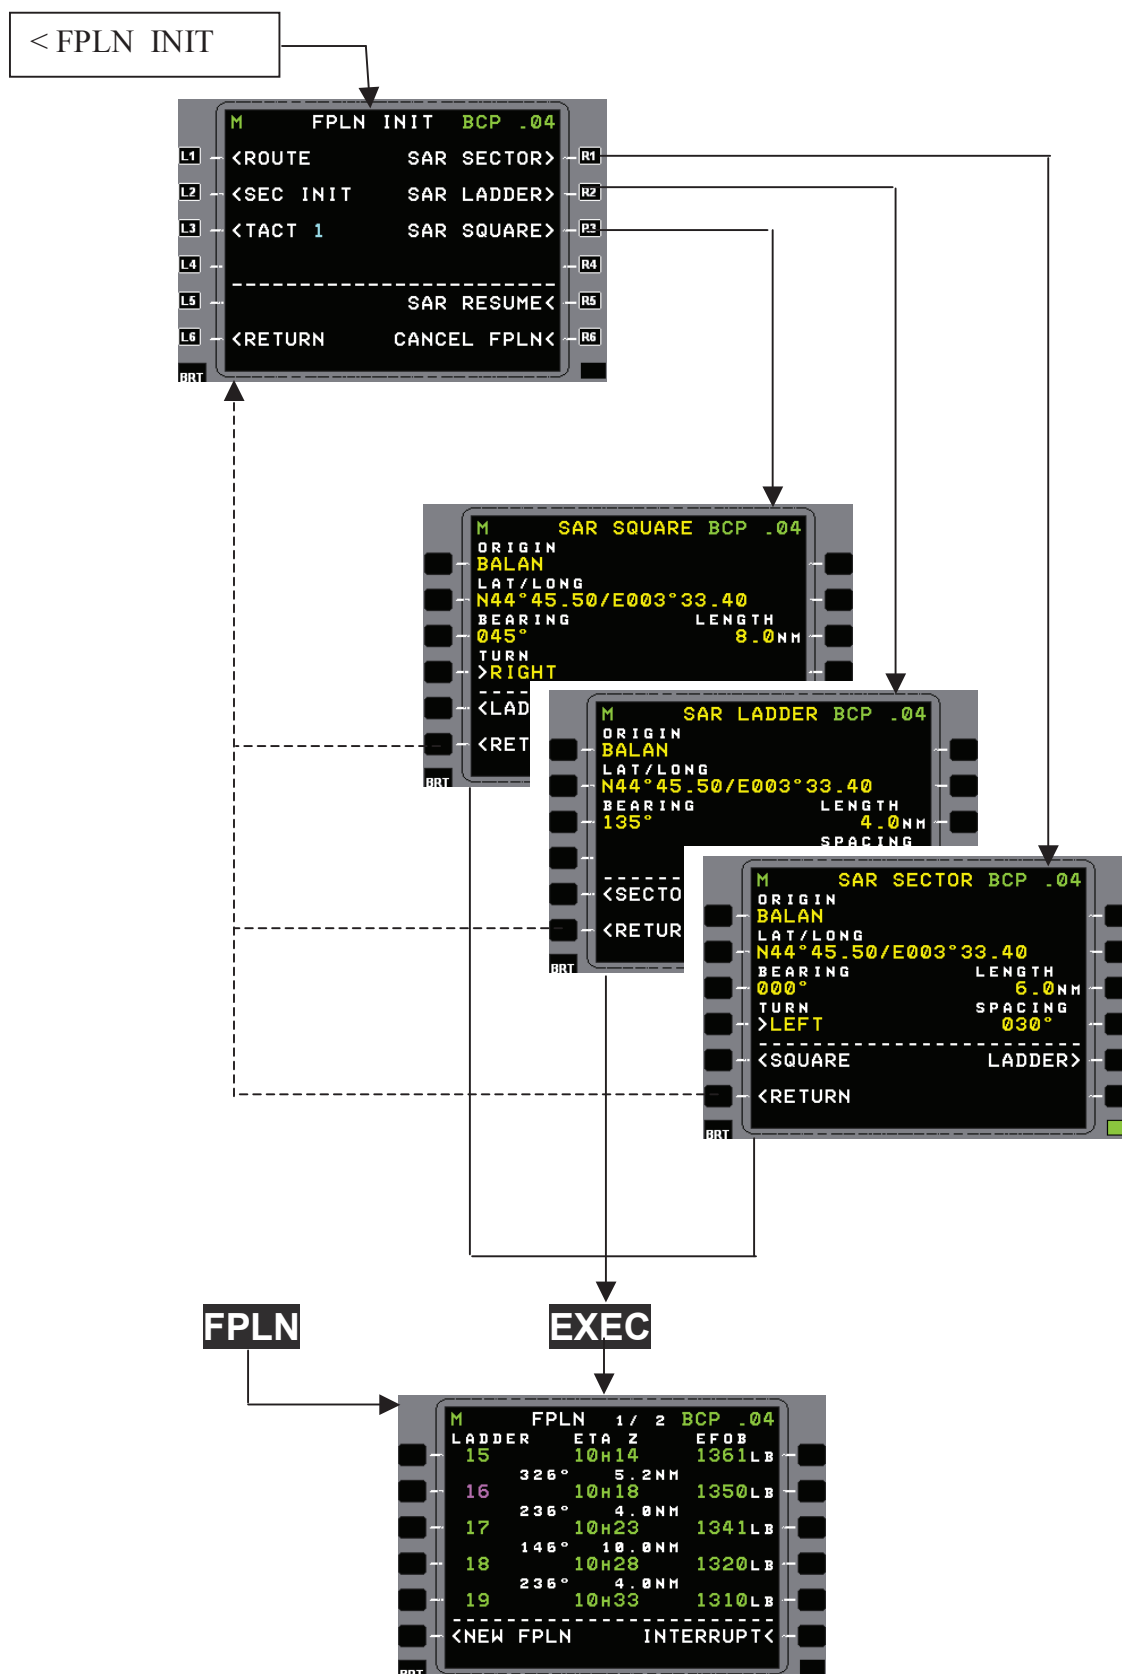 < FPLN INIT
M FPLN INIT BCP .04
L1 <ROUTE SAR SECTOR> R1
L2 <SEC INIT SAR LADDER> R2
L3 <TACT 1 SAR SQUARE> R3
L4 R4
L5 SAR RESUME< R5
L6 <RETURN CANCEL FPLN< R6
BRT
M SAR SQUARE BCP .04
ORIGIN
BALAN
LAT/LONG
N44°45.50/E003°33.40
BEARING LENGTH
045° 8.0NM
TURN
>RIGHT
<LAD
<RET
BRT
M SAR LADDER BCP .04
ORIGIN
BALAN
LAT/LONG
N44°45.50/E003°33.40
BEARING LENGTH
135° 4.0NM
SPACING
<SECTO
<RETUR
BRT
M SAR SECTOR BCP .04
ORIGIN
BALAN
LAT/LONG
N44°45.50/E003°33.40
BEARING LENGTH
000° 6.0NM
TURN SPACING
>LEFT 030°
<SQUARE LADDER>
<RETURN
BRT
FPLN EXEC
M FPLN 1/ 2 BCP .04
LADDER ETA Z EFOB
15 10H14 1361LB
326° 5.2NM
16 10H18 1350LB
236° 4.0NM
17 10H23 1341LB
146° 10.0NM
18 10H28 1320LB
236° 4.0NM
19 10H33 1310LB
<NEW FPLN INTERRUPT<
BRT